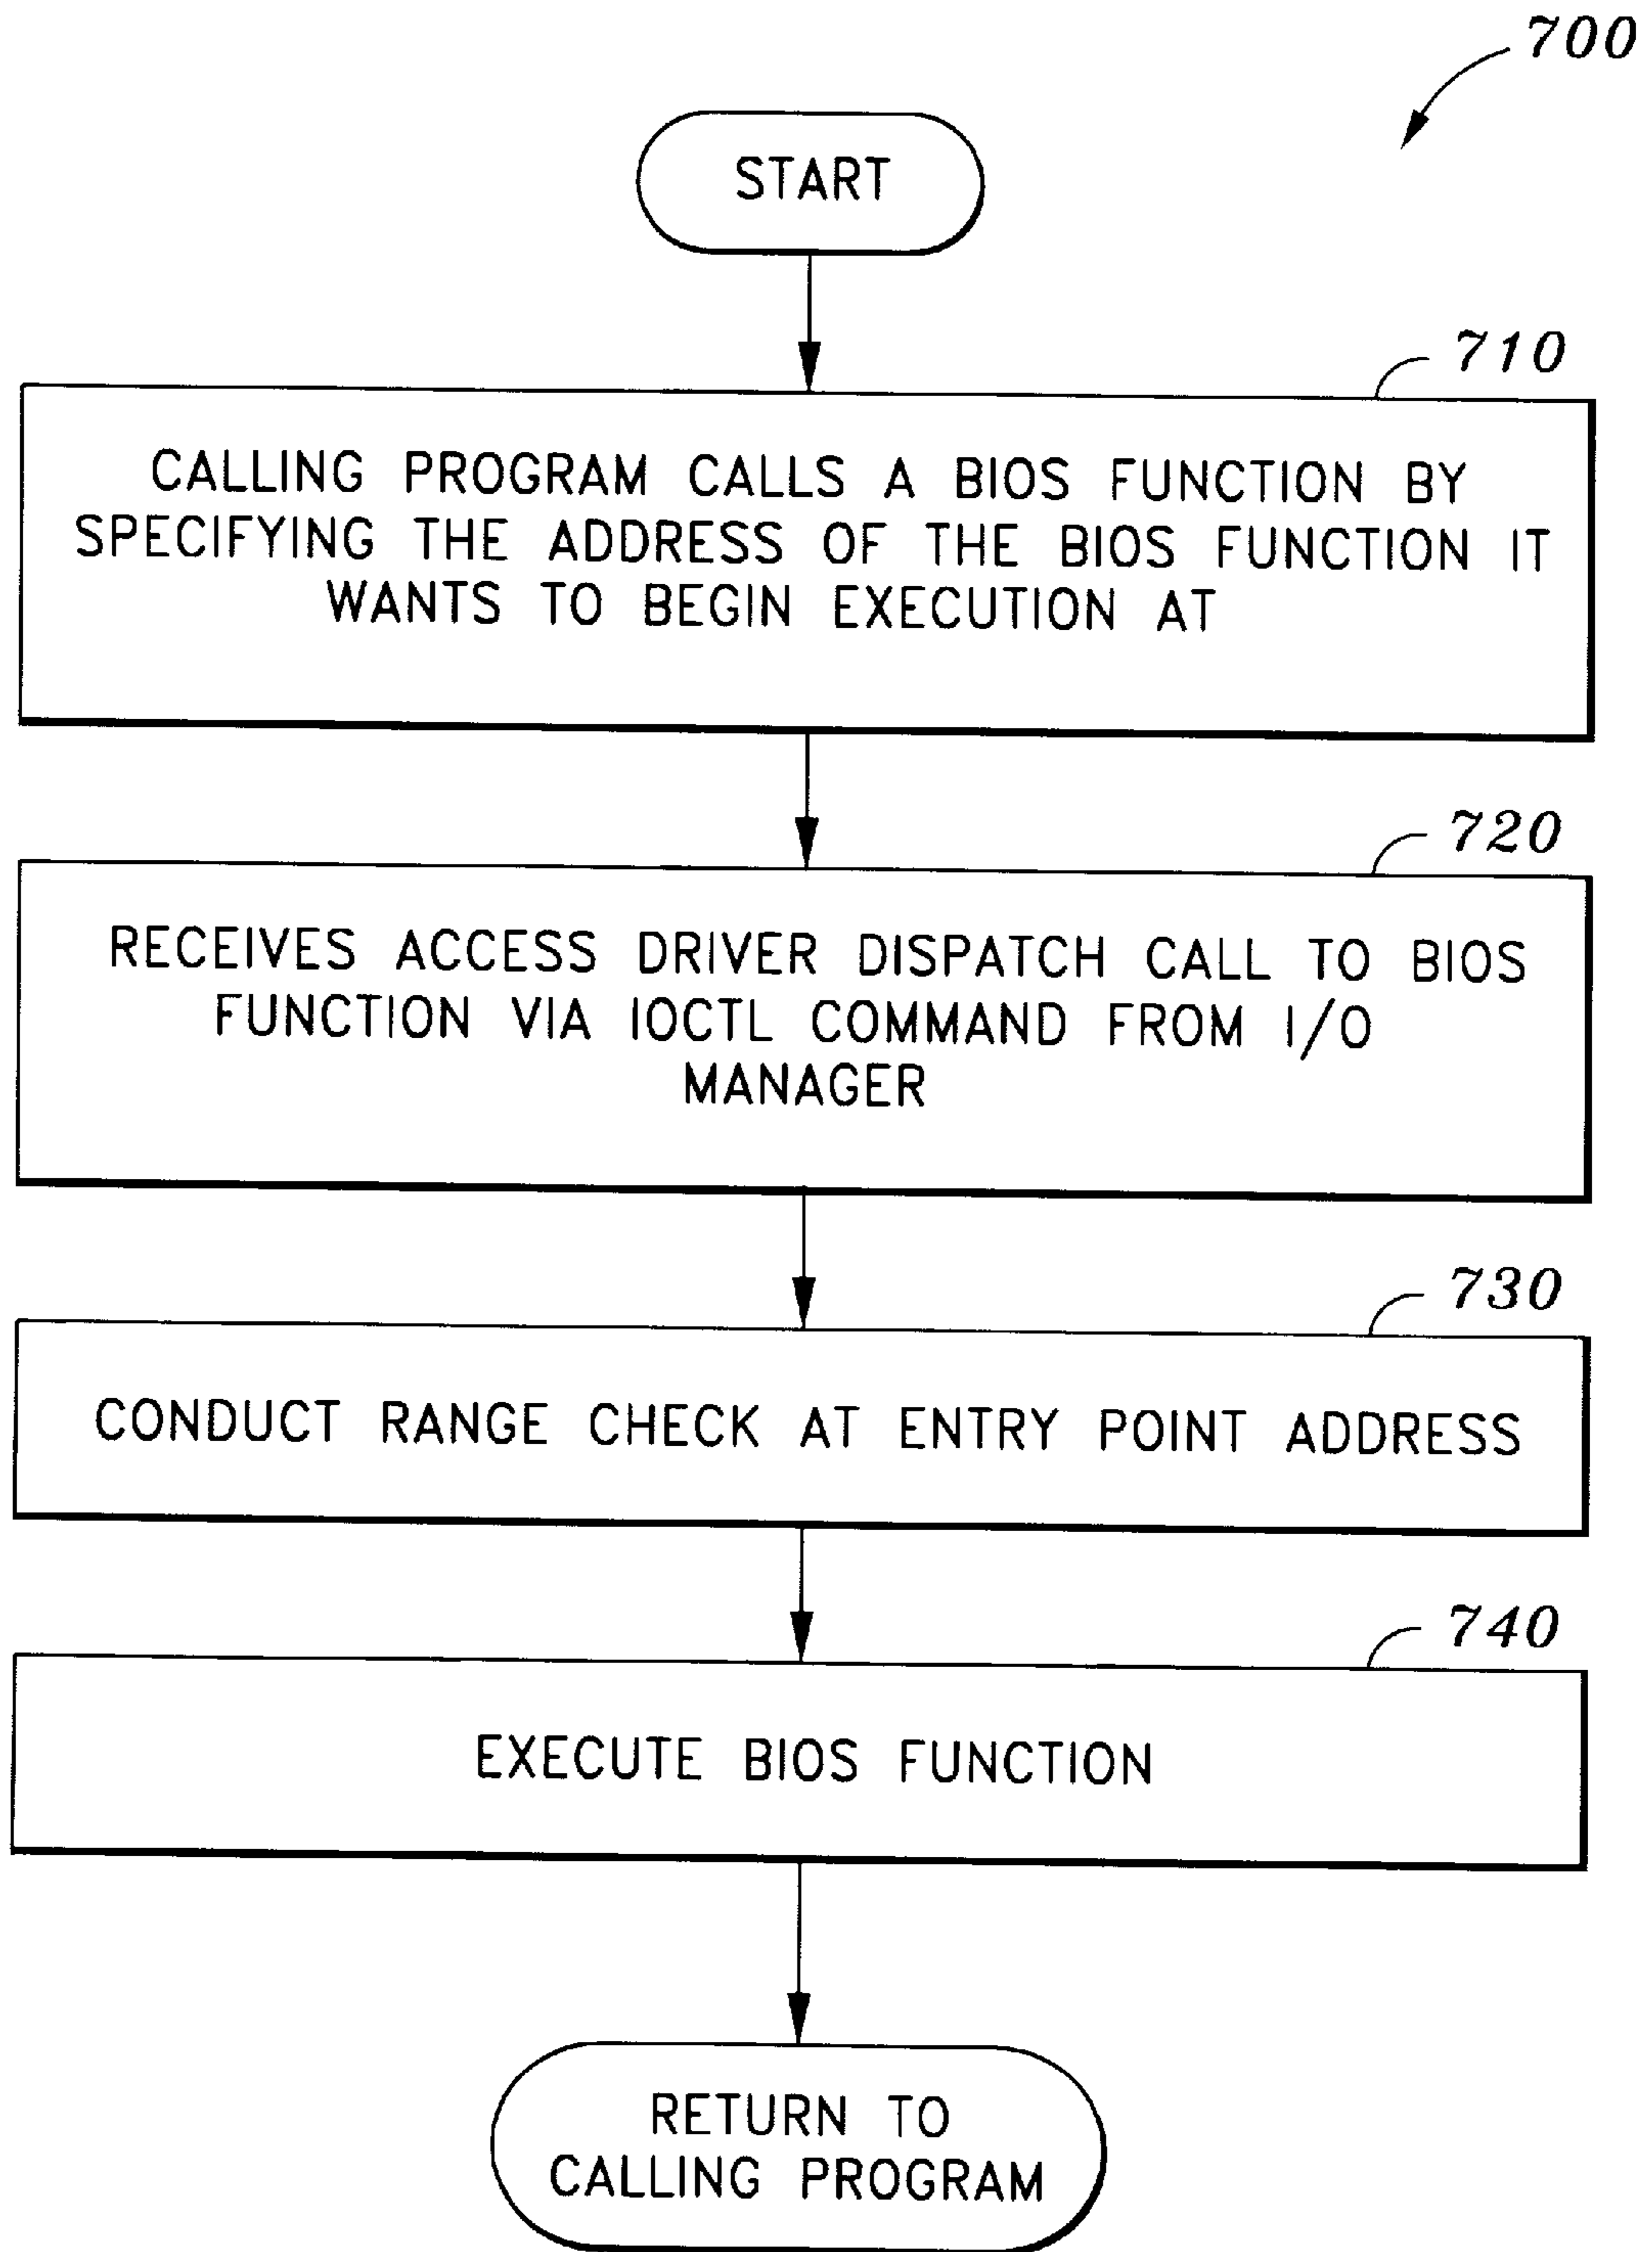 700
START
710
CALLING PROGRAM CALLS A BIOS FUNCTION BY
SPECIFYING THE ADDRESS OF THE BIOS FUNCTION IT
WANTS TO BEGIN EXECUTION AT
720
RECEIVES ACCESS DRIVER DISPATCH CALL TO BIOS
FUNCTION VIA IOCTL COMMAND FROM I/O
MANAGER
730
CONDUCT RANGE CHECK AT ENTRY POINT ADDRESS
740
EXECUTE BIOS FUNCTION
RETURN TO
CALLING PROGRAM